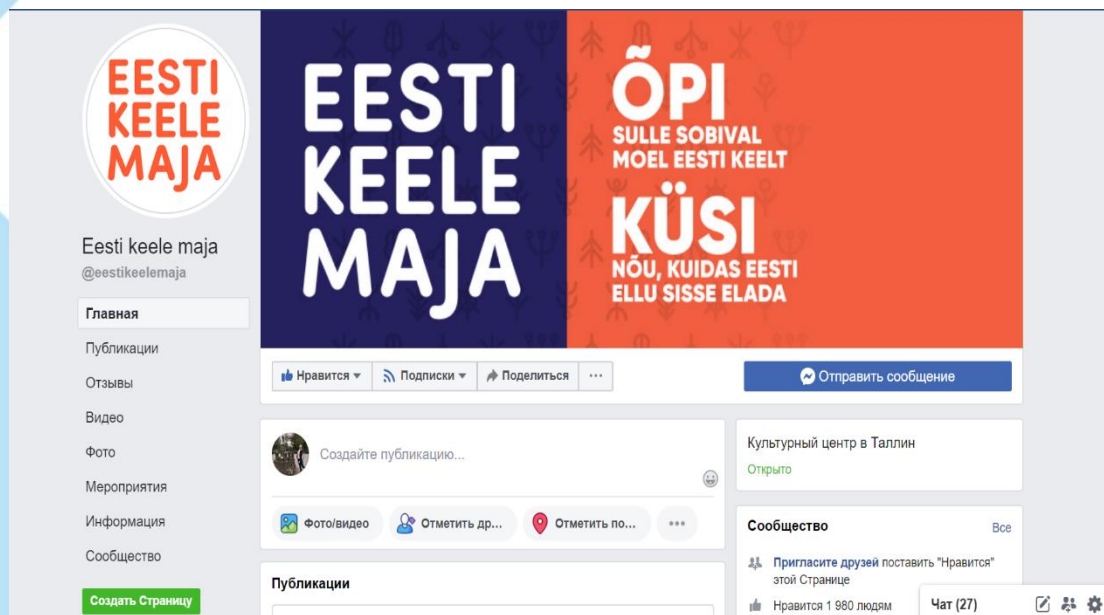 EESTI
KEELE
MAJA
Eesti keele maja
@eestikeelemaja
Главная
Публикации
Отзывы
Видео
Фото
Мероприятия
Информация
Сообщество
Создать Страницу
EESTI
KEELE
MAJA
ÕPI
SULLE SOBIVAL
MOEL EESTI KEELT
KÜSI
NÕU, KUIDAS EESTI
ELLU SISSE ELADA
Нравится
Подписки
Поделиться
Отправить сообщение
Создайте публикацию...
Фото/видео
Отметить др...
Отметить по...
Публикации
Культурный центр в Таллин
Открыто
Сообщество
Все
Пригласите друзей поставить "Нравится"
этой Странице
Нравится 1 980 людям
Чат (27)